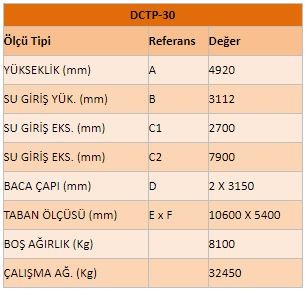 DCTP-30
Ölçü Tipi Referans Değer
YÜKSEKLİK (mm) A 4920
SU GİRİŞ YÜK. (mm) B 3112
SU GİRİŞ EKS. (mm) C1 2700
SU GİRİŞ EKS. (mm) C2 7900
BACA ÇAPI (mm) D 2 X 3150
TABAN ÖLÇÜSÜ (mm) E x F 10600 X 5400
BOŞ AĞIRLIK (Kg) 8100
ÇALIŞMA AĞ. (Kg) 32450